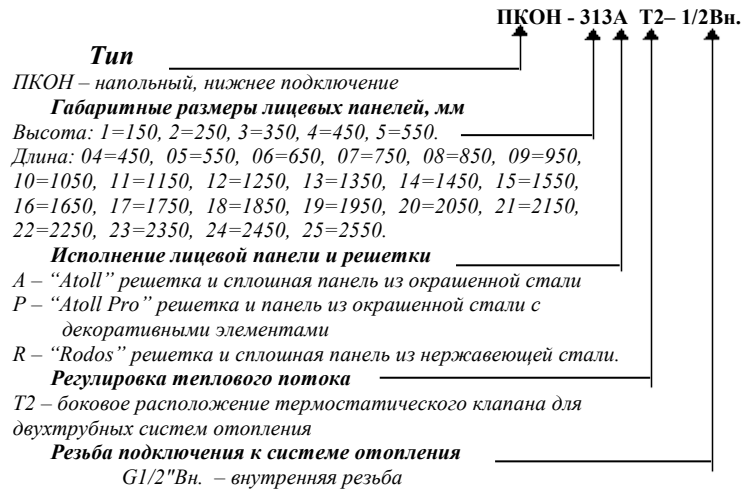 ПКОН - 313А Т2– 1/2Вн.
Тип
ПКОН – напольный, нижнее подключение
Габаритные размеры лицевых панелей, мм
Высота: 1=150, 2=250, 3=350, 4=450, 5=550.
Длина: 04=450, 05=550, 06=650, 07=750, 08=850, 09=950,
10=1050, 11=1150, 12=1250, 13=1350, 14=1450, 15=1550,
16=1650, 17=1750, 18=1850, 19=1950, 20=2050, 21=2150,
22=2250, 23=2350, 24=2450, 25=2550.
Исполнение лицевой панели и решетки
А – “Atoll” решетка и сплошная панель из окрашенной стали
P – “Atoll Pro” решетка и панель из окрашенной стали с
декоративными элементами
R – “Rodos” решетка и сплошная панель из нержавеющей стали.
Регулировка теплового потока
Т2 – боковое расположение термостатического клапана для
двухтрубных систем отопления
Резьба подключения к системе отопления
G1/2"Вн. – внутренняя резьба